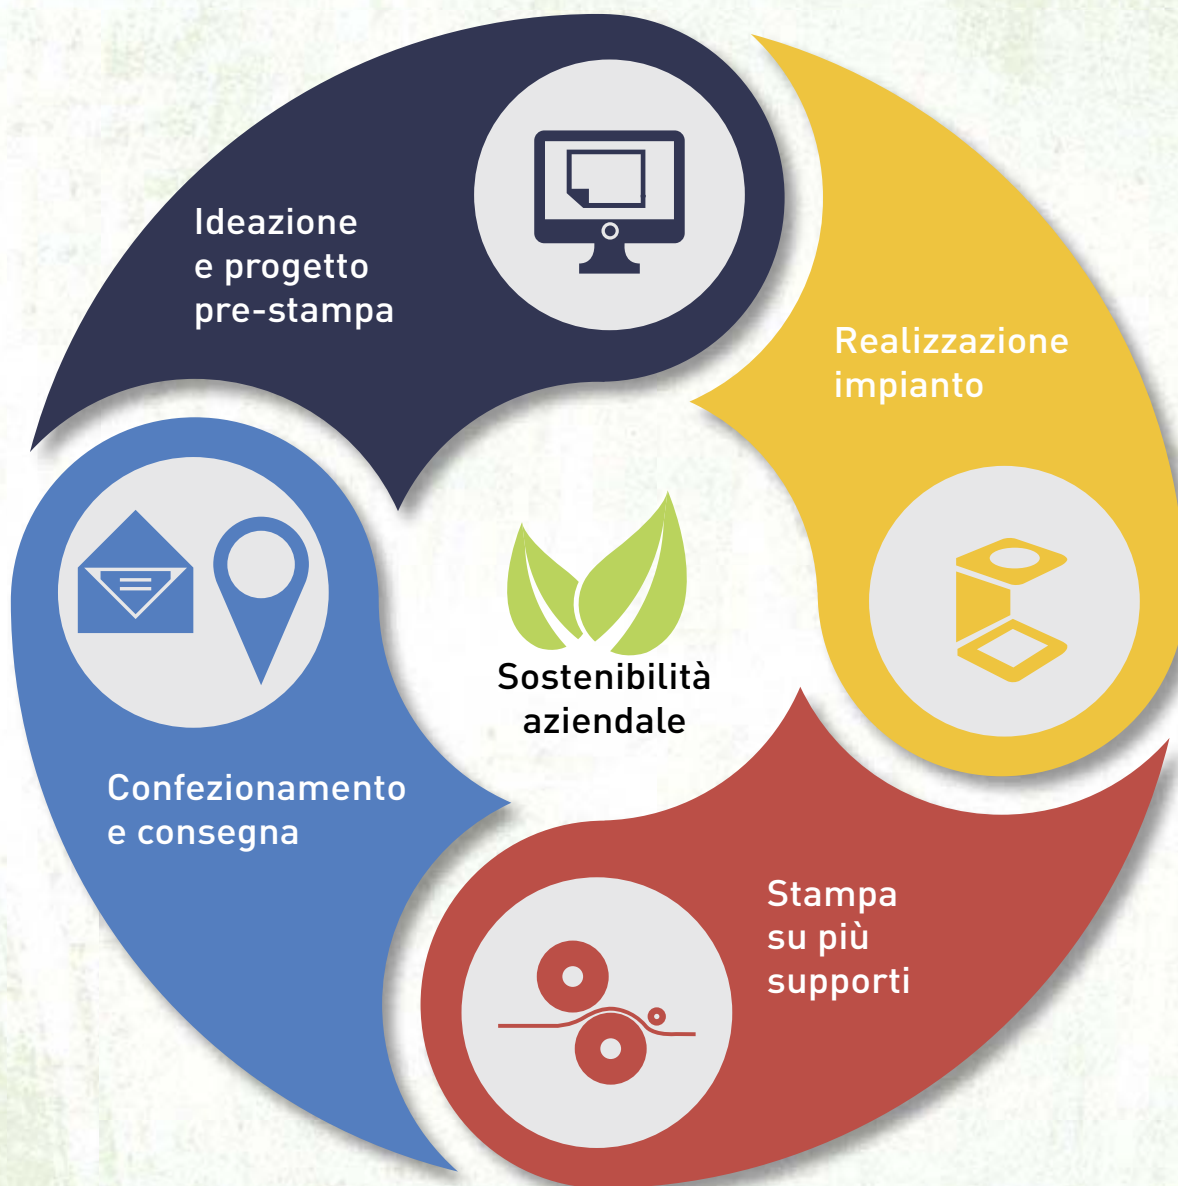 Ideazione
e progetto
pre-stampa
Realizzazione
impianto
Stampa
su più
supporti
Confezionamento
e consegna
Sostenibilità
aziendale